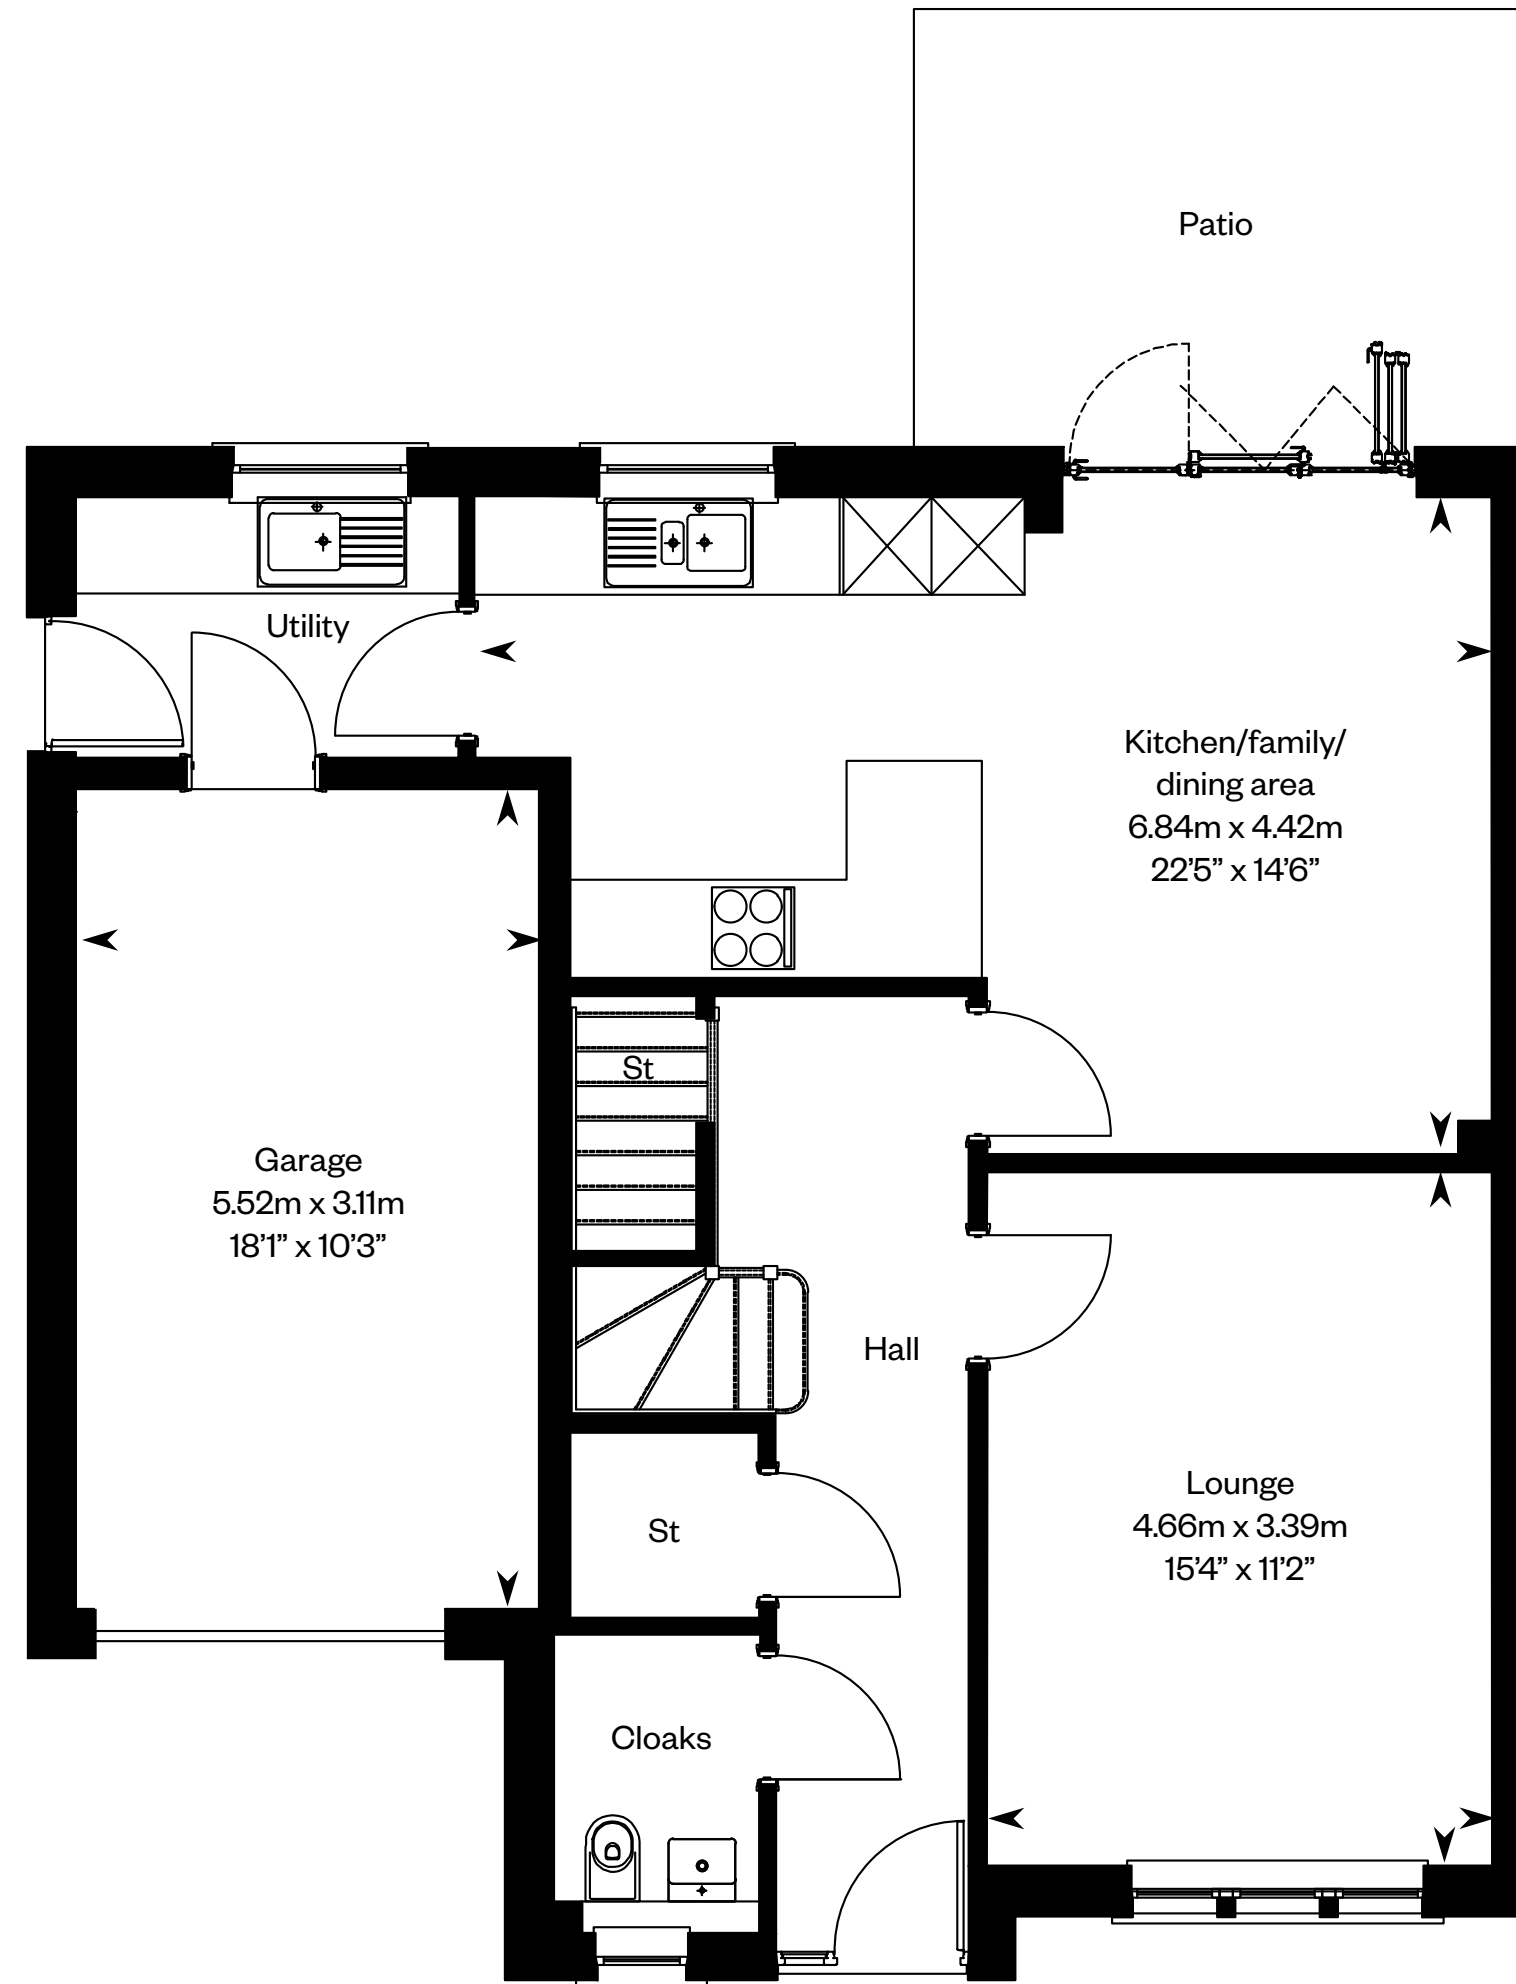 Patio
Utility
Kitchen/family/
dining area
6.84m x 4.42m
22’5” x 14’6”
St
Garage
5.52m x 3.11m
18’1” x 10’3”
Hall
Lounge
4.66m x 3.39m
15’4” x 11’2”
St
Cloaks